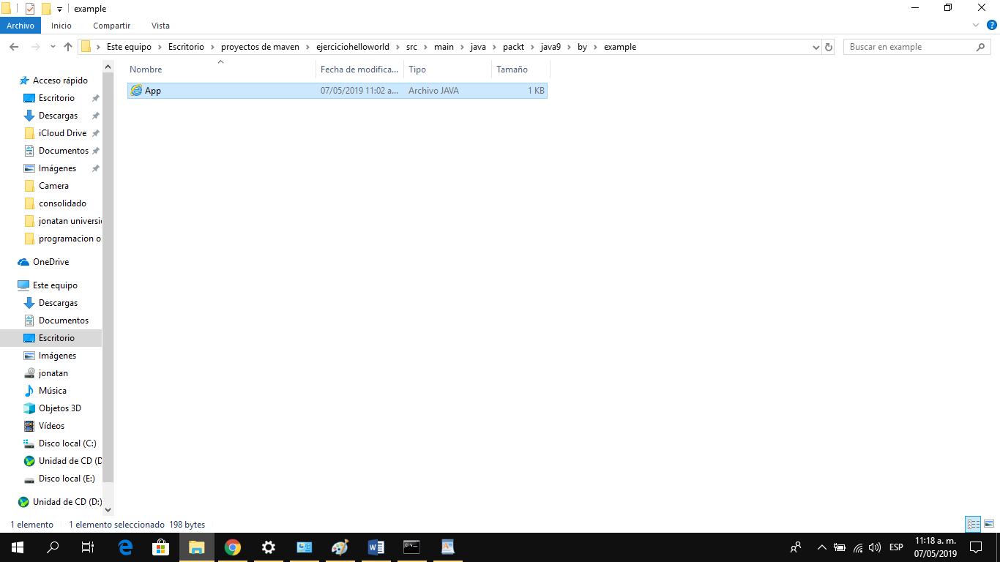 example
Archivo Inicio Compartir Vista
Este equipo Escritorio proyectos de maven ejerciciohelloworld src main java packt java9 by example
Buscar en example
Nombre Fecha de modifica... Tipo Tamaño
App 07/05/2019 11:02 a... Archivo JAVA 1 KB
Acceso rápido
Escritorio
Descargas
iCloud Drive
Documentos
Imágenes
Camera
consolidado
jonatan universi
programacion o
OneDrive
Este equipo
Descargas
Documentos
Escritorio
Imágenes
jonatan
Música
Objetos 3D
Vídeos
Disco local (C:)
Unidad de CD (D
Disco local (E:)
Unidad de CD (D:)
1 elemento 1 elemento seleccionado 198 bytes
ESP
11:18 a. m.
07/05/2019